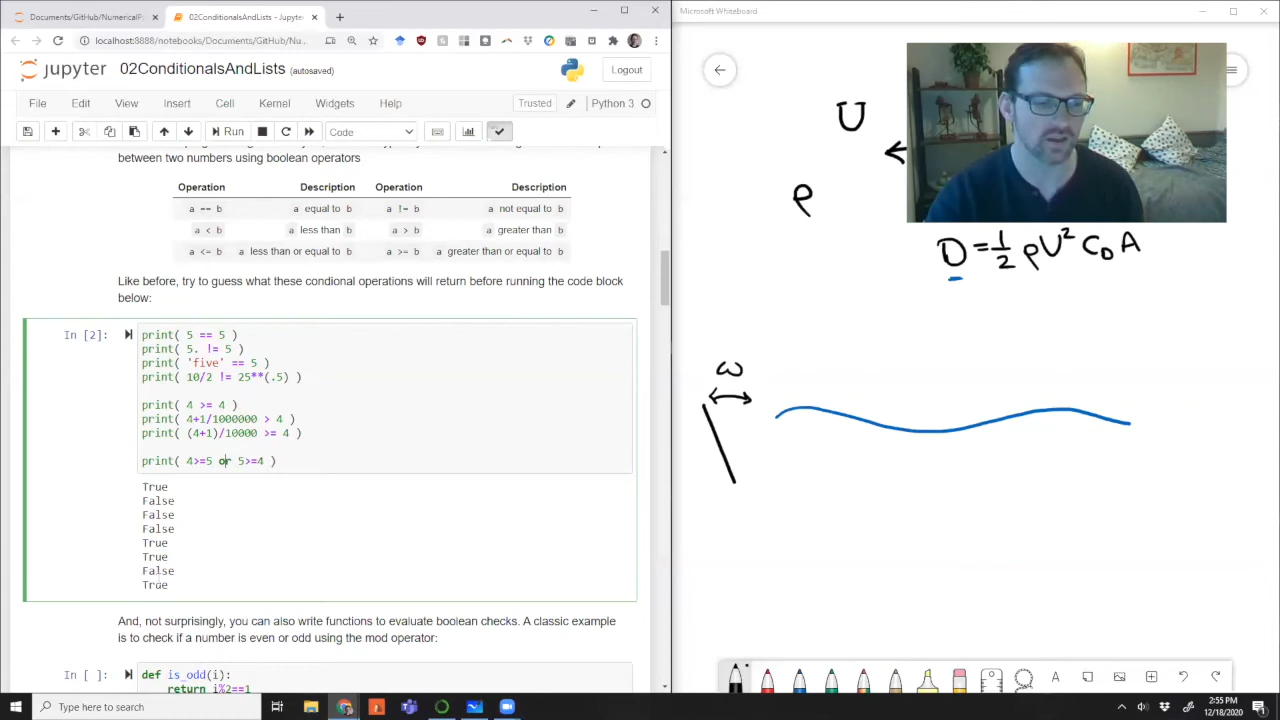 Documents/GitHub/NumericalPy
02ConditionalsAndLists - Jupyte
localhost:8888/notebooks/Documents/GitHub/Nu...
Microsoft Whiteboard
jupyter 02ConditionalsAndLists (autosaved)
Logout
File Edit View Insert Cell Kernel Widgets Help
Trusted
Python 3
Run
Code
between two numbers using boolean operators
Operation Description Operation Description
a == b a equal to b a != b a not equal to b
a < b a less than b a > b a greater than b
a <= b a less than or equal to b a >= b a greater than or equal to b
Like before, try to guess what these condional operations will return before running the code block
below:
In [2]:
print( 5 == 5 )
print( 5. != 5 )
print( 'five' == 5 )
print( 10/2 != 25**(.5) )
print( 4 >= 4 )
print( 4+1/1000000 > 4 )
print( (4+1)/10000 >= 4 )
print( 4>=5 or 5>=4 )
True
False
False
False
True
True
False
True
And, not surprisingly, you can also write functions to evaluate boolean checks. A classic example
is to check if a number is even or odd using the mod operator:
In [ ]:
def is_odd(i):
return i%2==1
U
ρ
D = 1/2 ρU² C_D A
ω
Type here to search
2:55 PM
12/18/2020